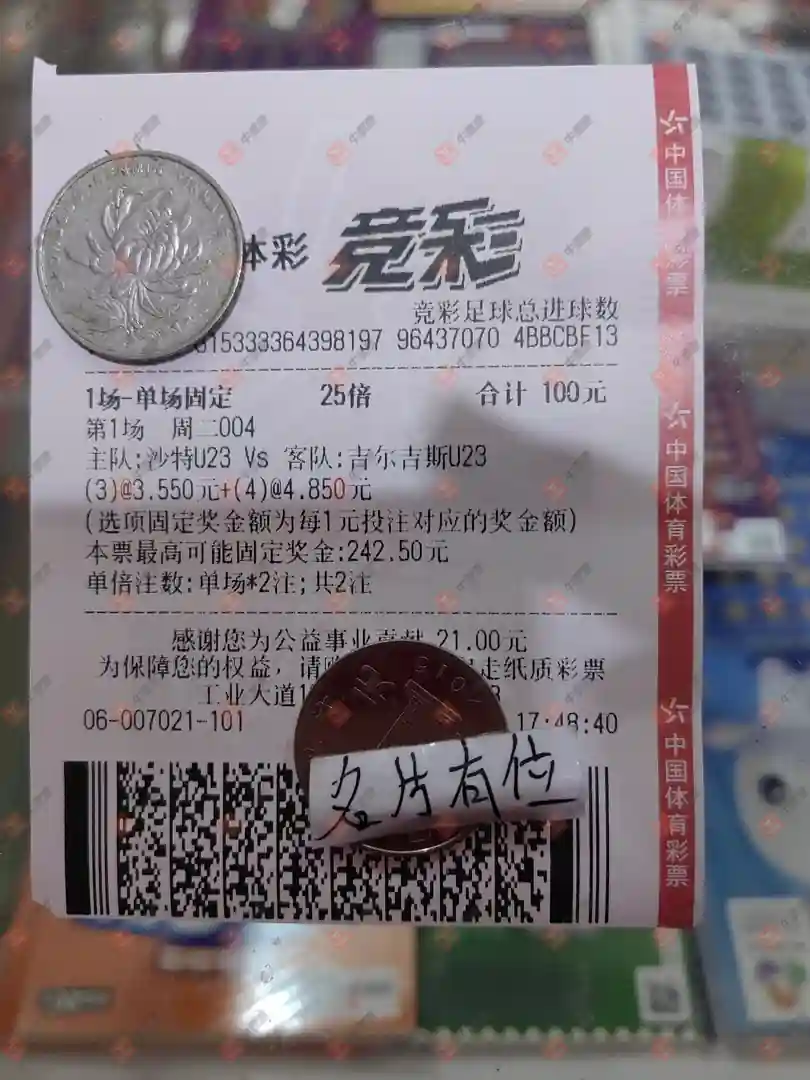 体彩 竞彩
竞彩足球总进球数
15333364398197 96437070 4BBCBF13
1场-单场固定 25倍 合计 100元
第1场 周二004
主队:沙特U23 Vs 客队:吉尔吉斯U23
(3)@3.550元+(4)@4.850元
(选项固定奖金额为每1元投注对应的奖金额)
本票最高可能固定奖金:242.50元
单倍注数:单场*2注;共2注
感谢您为公益事业贡献 21.00元
为保障您的权益,请 走纸质彩票
工业大道1
06-007021-101 17:48:40
名片有位
中国体育彩票
中国体育彩票
中国体育彩票